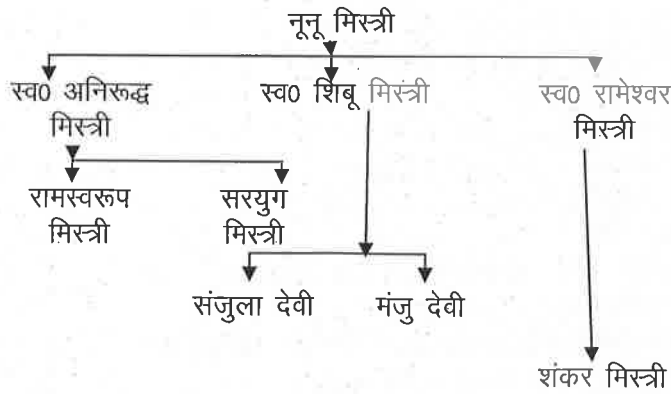 नूनू मिस्त्री
स्व0 अनिरूद्ध मिस्त्री
स्व0 शिबू मिस्त्री
स्व0 रामेश्वर मिस्त्री
रामस्वरूप मिस्त्री
सरयुग मिस्त्री
संजुला देवी
मंजु देवी
शंकर मिस्त्री